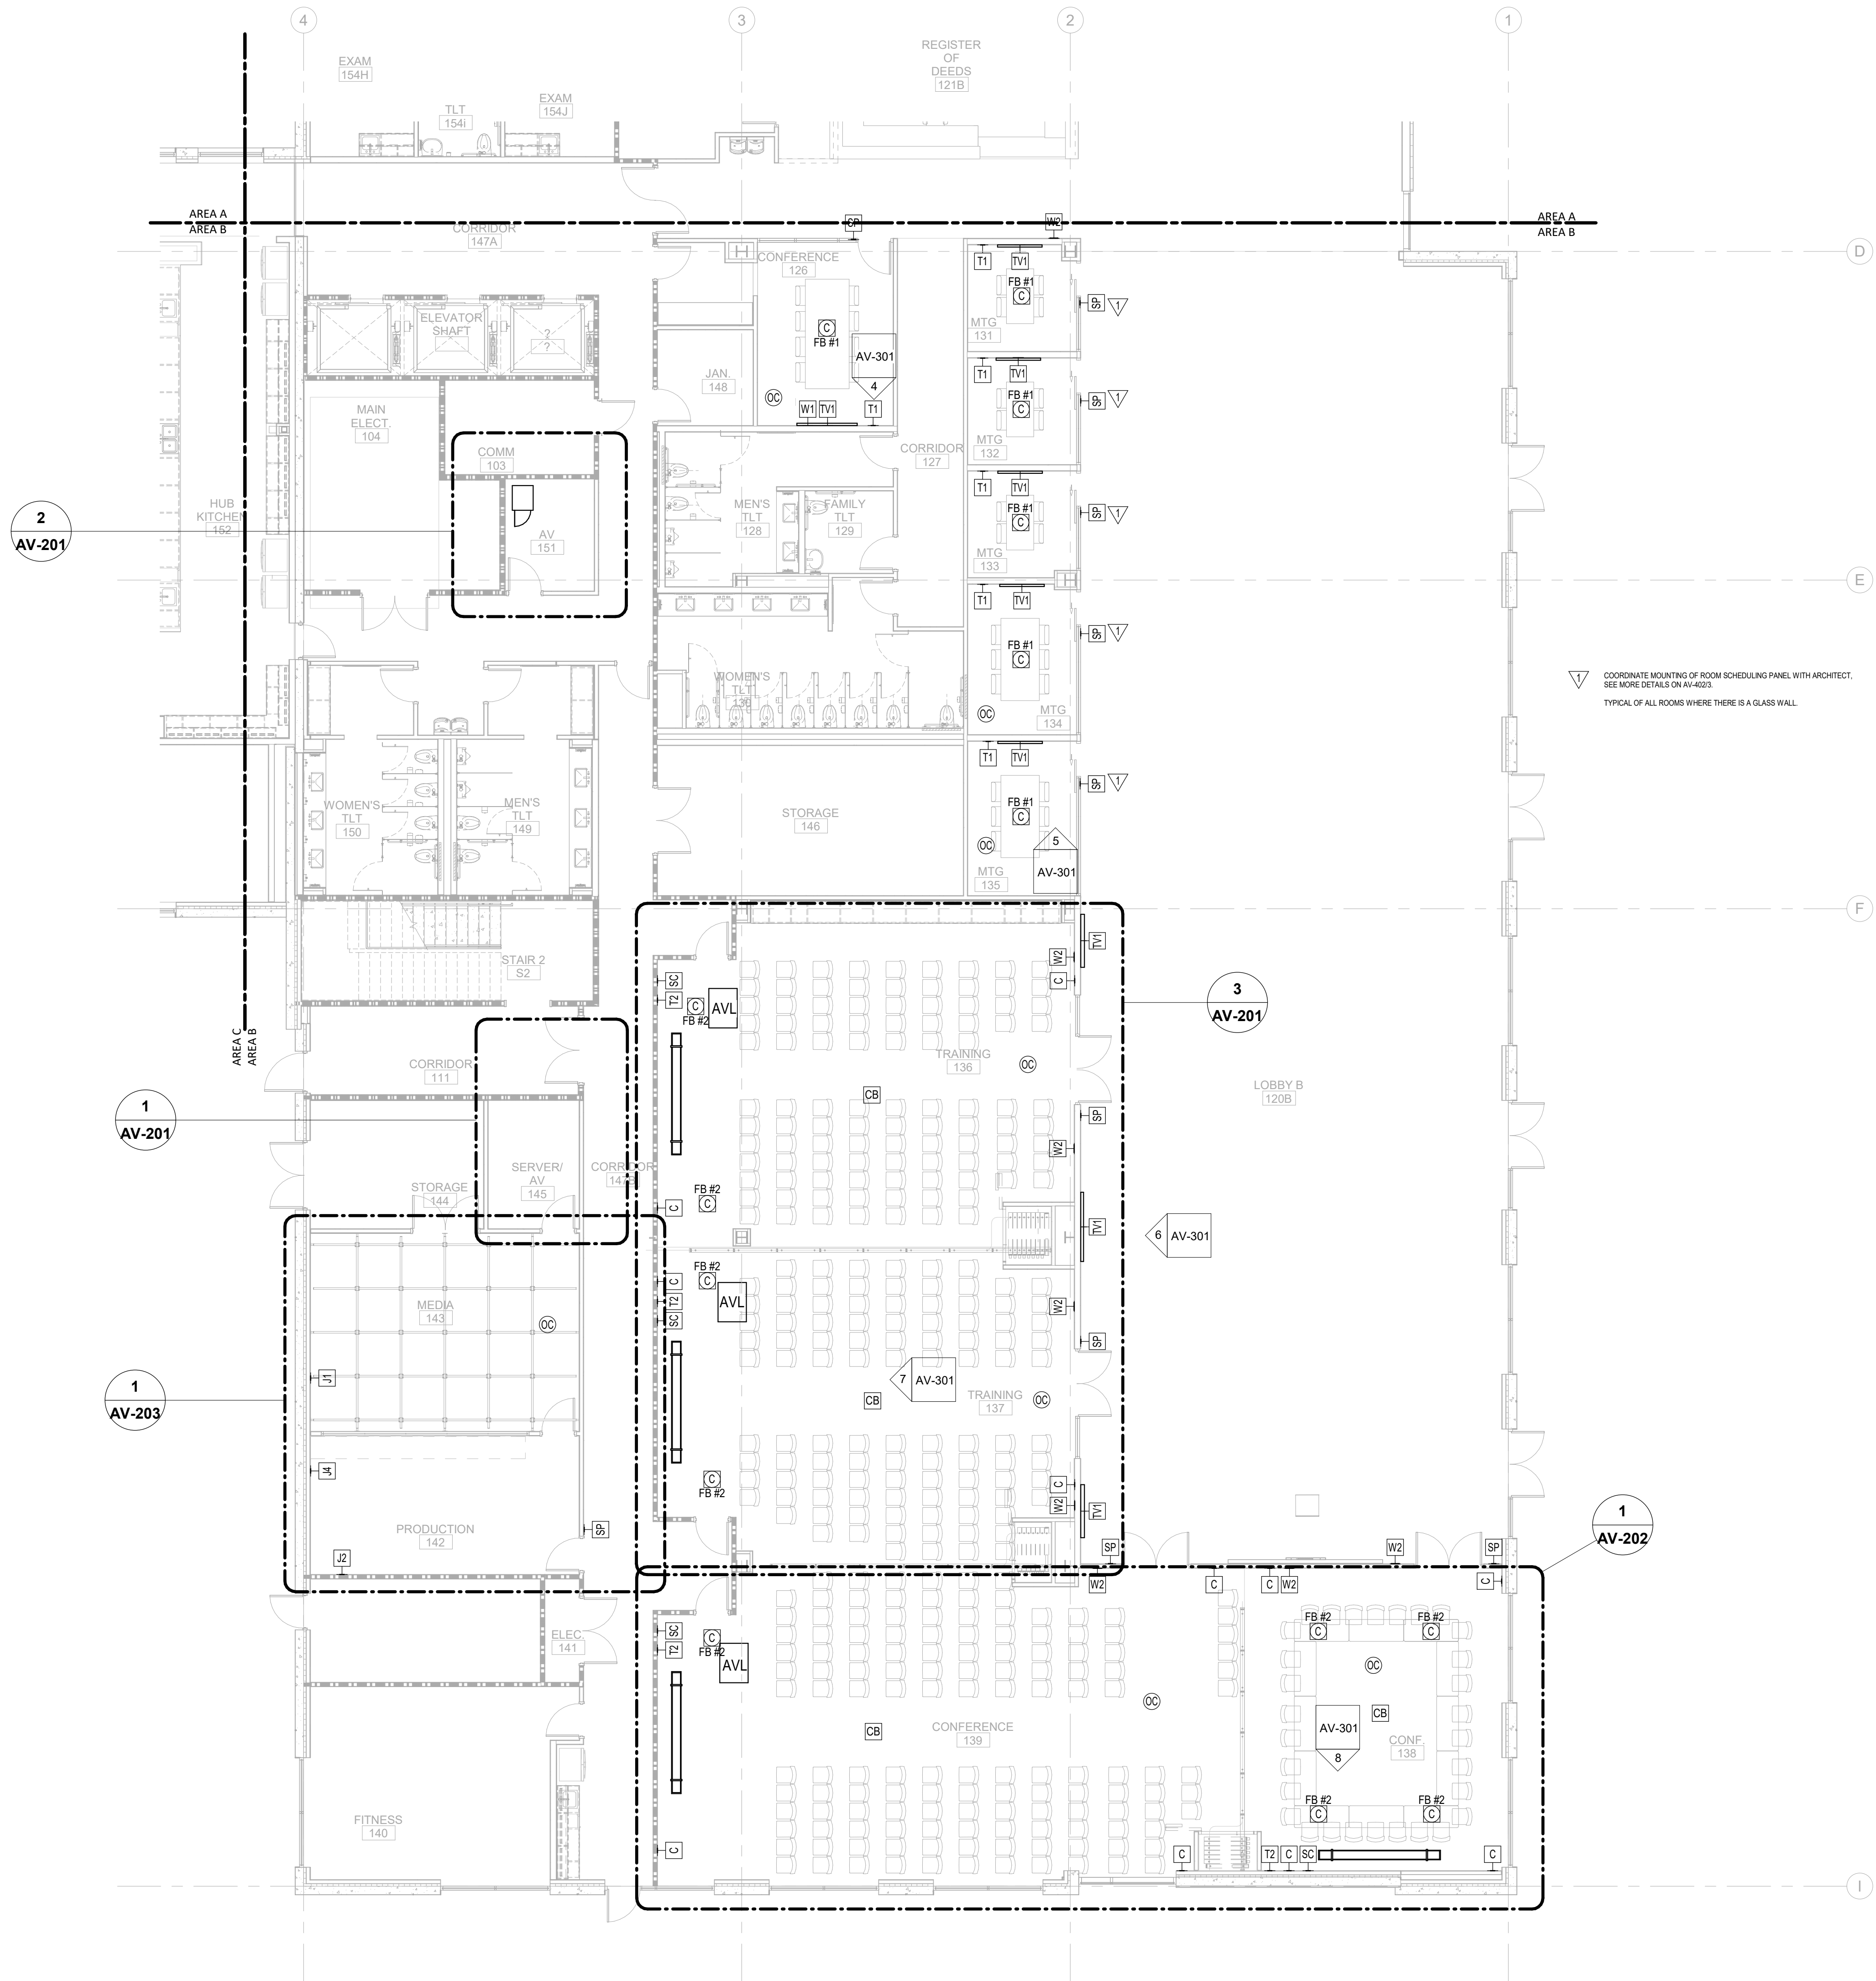 4
3
2
1
EXAM
154H
TLT
154i
EXAM
154J
REGISTER
OF
DEEDS
121B
AREA A
AREA B
AREA A
AREA B
CORRIDOR
147A
SP
W2
D
CONFERENCE
126
C
FB #1
AV-301
4
OC
W1
TV1
T1
ELEVATOR
SHAFT
?
?
JAN.
148
MAIN
ELECT.
104
COMM
103
AV
151
HUB
KITCHEN
152
2
AV-201
CORRIDOR
127
MEN'S
TLT
128
FAMILY
TLT
129
T1
TV1
FB #1
C
MTG
131
SP
1
T1
TV1
FB #1
C
MTG
132
SP
1
T1
TV1
FB #1
C
MTG
133
SP
1
E
T1
TV1
FB #1
C
OC
MTG
134
SP
1
T1
TV1
FB #1
C
OC
MTG
135
SP
1
5
AV-301
1
COORDINATE MOUNTING OF ROOM SCHEDULING PANEL WITH ARCHITECT,
SEE MORE DETAILS ON AV-402/3.
TYPICAL OF ALL ROOMS WHERE THERE IS A GLASS WALL.
WOMEN'S
TLT
STORAGE
146
WOMEN'S
TLT
150
MEN'S
TLT
149
F
STAIR 2
S2
AREA C
AREA B
CORRIDOR
111
1
AV-201
SERVER/
AV
145
CORRIDOR
147B
STORAGE
144
SC
T2
C
FB #2
AVL
TV1
W2
C
3
AV-201
TRAINING
136
OC
CB
LOBBY B
120B
SP
W2
FB #2
C
C
TV1
6
AV-301
FB #2
C
C
T2
SC
AVL
W2
SP
MEDIA
143
OC
J1
1
AV-203
7
AV-301
TRAINING
137
OC
CB
J4
FB #2
C
C
W2
TV1
PRODUCTION
142
SP
J2
SP
W2
SP
1
AV-202
W2
C
C
W2
C
ELEC.
141
SC
T2
C
FB #2
AVL
FB #2
C
FB #2
C
OC
OC
CB
CONFERENCE
139
AV-301
8
CB
CONF.
138
FB #2
C
FB #2
C
FITNESS
140
C
C
T2
C
SC
C
I